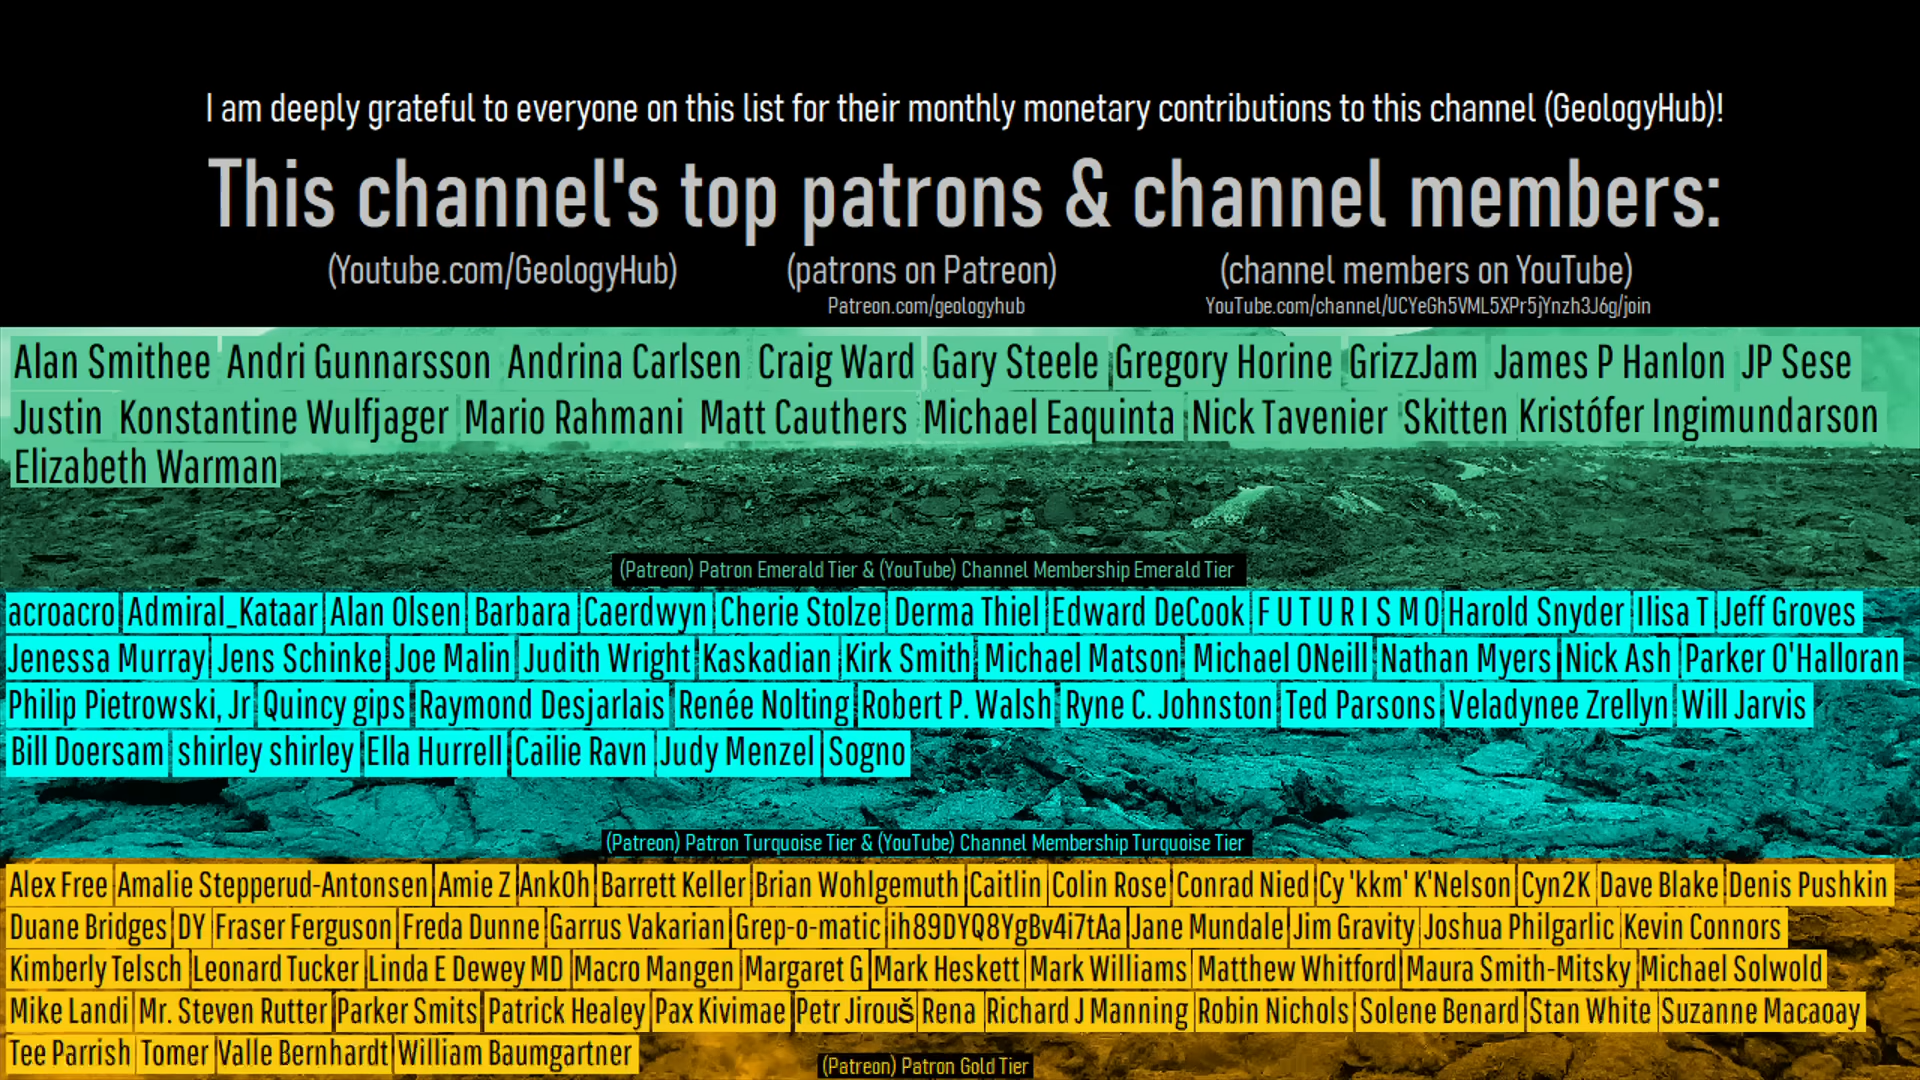 I am deeply grateful to everyone on this list for their monthly monetary contributions to this channel (GeologyHub)!
This channel's top patrons & channel members:
(Youtube.com/GeologyHub) (patrons on Patreon) (channel members on YouTube)
Patreon.com/geologyhub YouTube.com/channel/UCYeGh5VML5XPr5jYnzh3J6g/join
Alan Smithee Andri Gunnarsson Andrina Carlsen Craig Ward Gary Steele Gregory Horine GrizzJam James P Hanlon JP Sese
Justin Konstantine Wulfjager Mario Rahmani Matt Cauthers Michael Eaquinta Nick Tavenier Skitten Kristófer Ingimundarson
Elizabeth Warman
(Patreon) Patron Emerald Tier & (YouTube) Channel Membership Emerald Tier
acroacro Admiral_Kataar Alan Olsen Barbara Caerdwyn Cherie Stolze Derma Thiel Edward DeCook F U T U R I S M O Harold Snyder Ilisa T Jeff Groves
Jenessa Murray Jens Schinke Joe Malin Judith Wright Kaskadian Kirk Smith Michael Matson Michael ONeill Nathan Myers Nick Ash Parker O'Halloran
Philip Pietrowski, Jr Quincy gips Raymond Desjarlais Renée Nolting Robert P. Walsh Ryne C. Johnston Ted Parsons Veladynee Zrellyn Will Jarvis
Bill Doersam shirley shirley Ella Hurrell Cailie Ravn Judy Menzel Sogno
(Patreon) Patron Turquoise Tier & (YouTube) Channel Membership Turquoise Tier
Alex Free Amalie Stepperud-Antonsen Amie Z AnkOh Barrett Keller Brian Wohlgemuth Caitlin Colin Rose Conrad Nied Cy 'kkm' K'Nelson Cyn2K Dave Blake Denis Pushkin
Duane Bridges DY Fraser Ferguson Freda Dunne Garrus Vakarian Grep-o-matic ih89DYQ8YgBv4i7tAa Jane Mundale Jim Gravity Joshua Philgarlic Kevin Connors
Kimberly Telsch Leonard Tucker Linda E Dewey MD Macro Mangen Margaret G Mark Heskett Mark Williams Matthew Whitford Maura Smith-Mitsky Michael Solwold
Mike Landi Mr. Steven Rutter Parker Smits Patrick Healey Pax Kivimae Petr Jirouš Rena Richard J Manning Robin Nichols Solene Benard Stan White Suzanne Macaoay
Tee Parrish Tomer Valle Bernhardt William Baumgartner
(Patreon) Patron Gold Tier